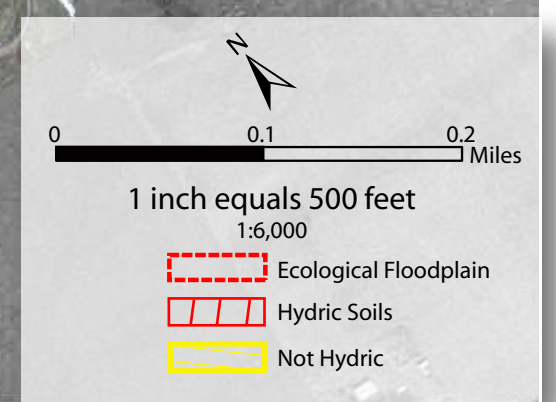 N
0 0.1 0.2
Miles
1 inch equals 500 feet
1:6,000
Ecological Floodplain
Hydric Soils
Not Hydric